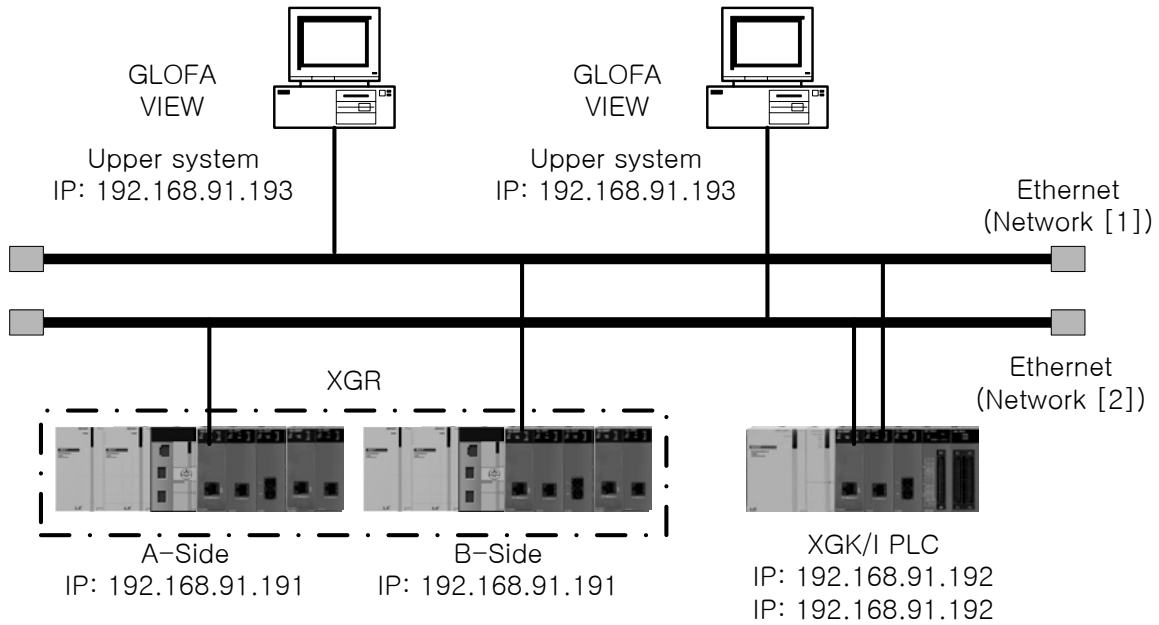 GLOFA
VIEW
GLOFA
VIEW
Upper system
IP: 192.168.91.193
Upper system
IP: 192.168.91.193
Ethernet
(Network [1])
Ethernet
(Network [2])
XGR
A-Side
IP: 192.168.91.191
B-Side
IP: 192.168.91.191
XGK/I PLC
IP: 192.168.91.192
IP: 192.168.91.192